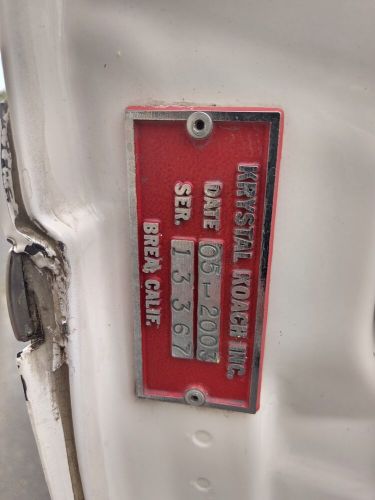 KRYSTAL KOACH INC.
DATE 05-2003
SER. 13367
BREA CALIF.